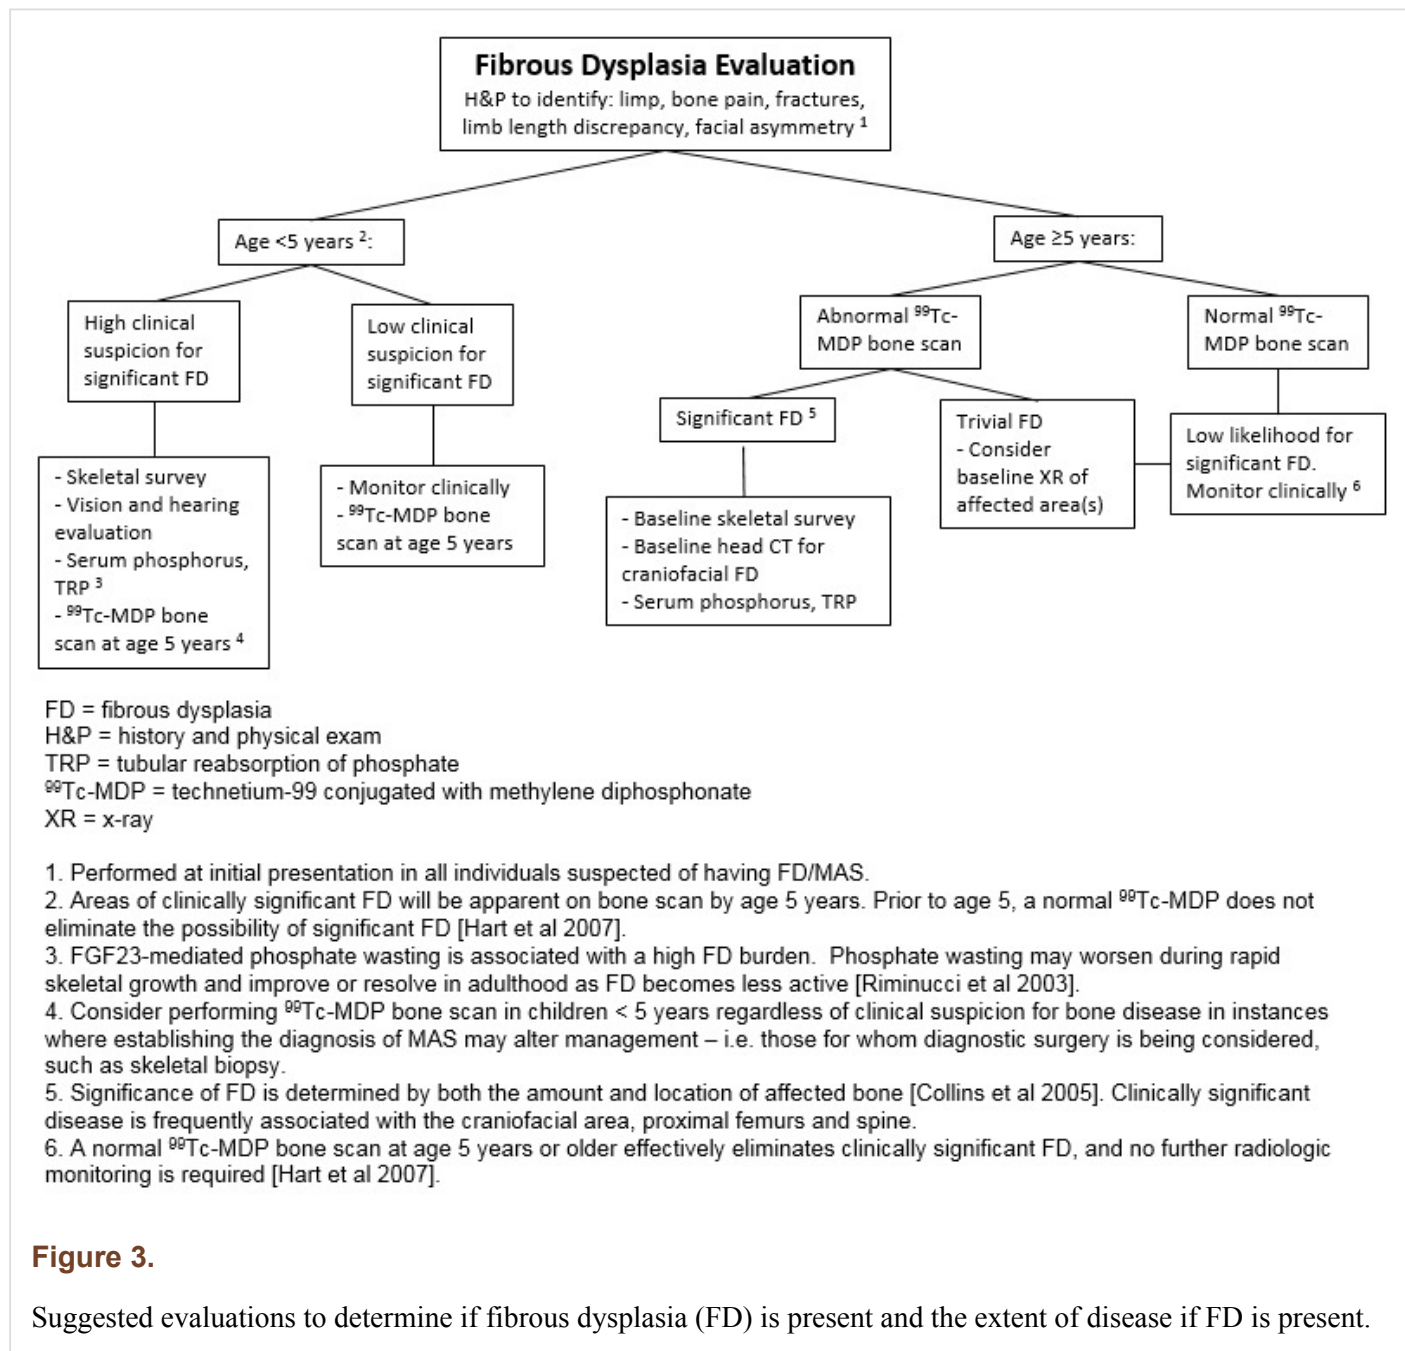 Fibrous Dysplasia Evaluation
H&P to identify: limp, bone pain, fractures,
limb length discrepancy, facial asymmetry 1
Age <5 years 2:
Age ≥5 years:
High clinical
suspicion for
significant FD
Low clinical
suspicion for
significant FD
Abnormal 99Tc-
MDP bone scan
Normal 99Tc-
MDP bone scan
- Skeletal survey
- Vision and hearing
evaluation
- Serum phosphorus,
TRP 3
- 99Tc-MDP bone
scan at age 5 years 4
- Monitor clinically
- 99Tc-MDP bone
scan at age 5 years
Significant FD 5
Trivial FD
- Consider
baseline XR of
affected area(s)
Low likelihood for
significant FD.
Monitor clinically 6
- Baseline skeletal survey
- Baseline head CT for
craniofacial FD
- Serum phosphorus, TRP
FD = fibrous dysplasia
H&P = history and physical exam
TRP = tubular reabsorption of phosphate
99Tc-MDP = technetium-99 conjugated with methylene diphosphonate
XR = x-ray
1. Performed at initial presentation in all individuals suspected of having FD/MAS.
2. Areas of clinically significant FD will be apparent on bone scan by age 5 years. Prior to age 5, a normal 99Tc-MDP does not
eliminate the possibility of significant FD [Hart et al 2007].
3. FGF23-mediated phosphate wasting is associated with a high FD burden.  Phosphate wasting may worsen during rapid
skeletal growth and improve or resolve in adulthood as FD becomes less active [Riminucci et al 2003].
4. Consider performing 99Tc-MDP bone scan in children < 5 years regardless of clinical suspicion for bone disease in instances
where establishing the diagnosis of MAS may alter management – i.e. those for whom diagnostic surgery is being considered,
such as skeletal biopsy.
5. Significance of FD is determined by both the amount and location of affected bone [Collins et al 2005]. Clinically significant
disease is frequently associated with the craniofacial area, proximal femurs and spine.
6. A normal 99Tc-MDP bone scan at age 5 years or older effectively eliminates clinically significant FD, and no further radiologic
monitoring is required [Hart et al 2007].
Figure 3.
Suggested evaluations to determine if fibrous dysplasia (FD) is present and the extent of disease if FD is present.